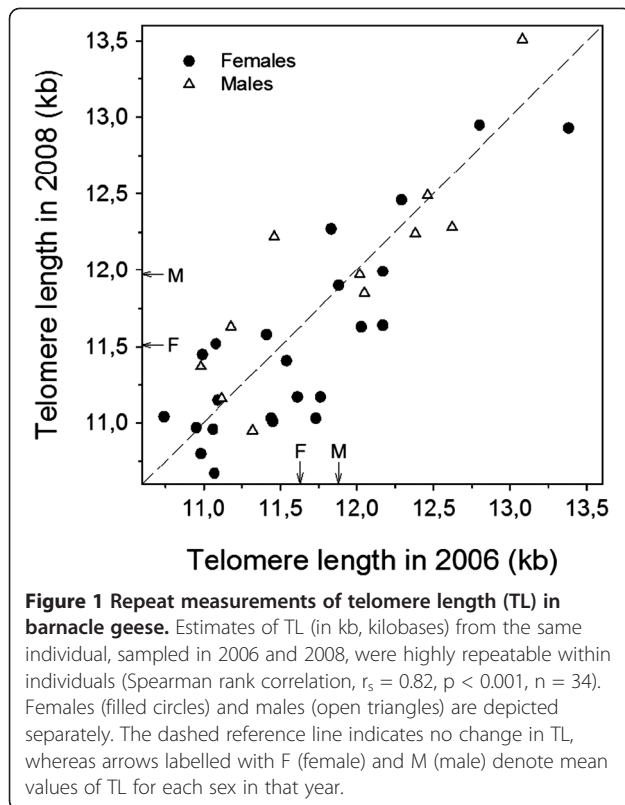 Females
Males
13,5
13,0
12,5
12,0
11,5
11,0
M
F
F M
11,0 11,5 12,0 12,5 13,0 13,5
Telomere length in 2008 (kb)
Telomere length in 2006 (kb)
Figure 1 Repeat measurements of telomere length (TL) in
barnacle geese. Estimates of TL (in kb, kilobases) from the same
individual, sampled in 2006 and 2008, were highly repeatable within
individuals (Spearman rank correlation, rs = 0.82, p < 0.001, n = 34).
Females (filled circles) and males (open triangles) are depicted
separately. The dashed reference line indicates no change in TL,
whereas arrows labelled with F (female) and M (male) denote mean
values of TL for each sex in that year.